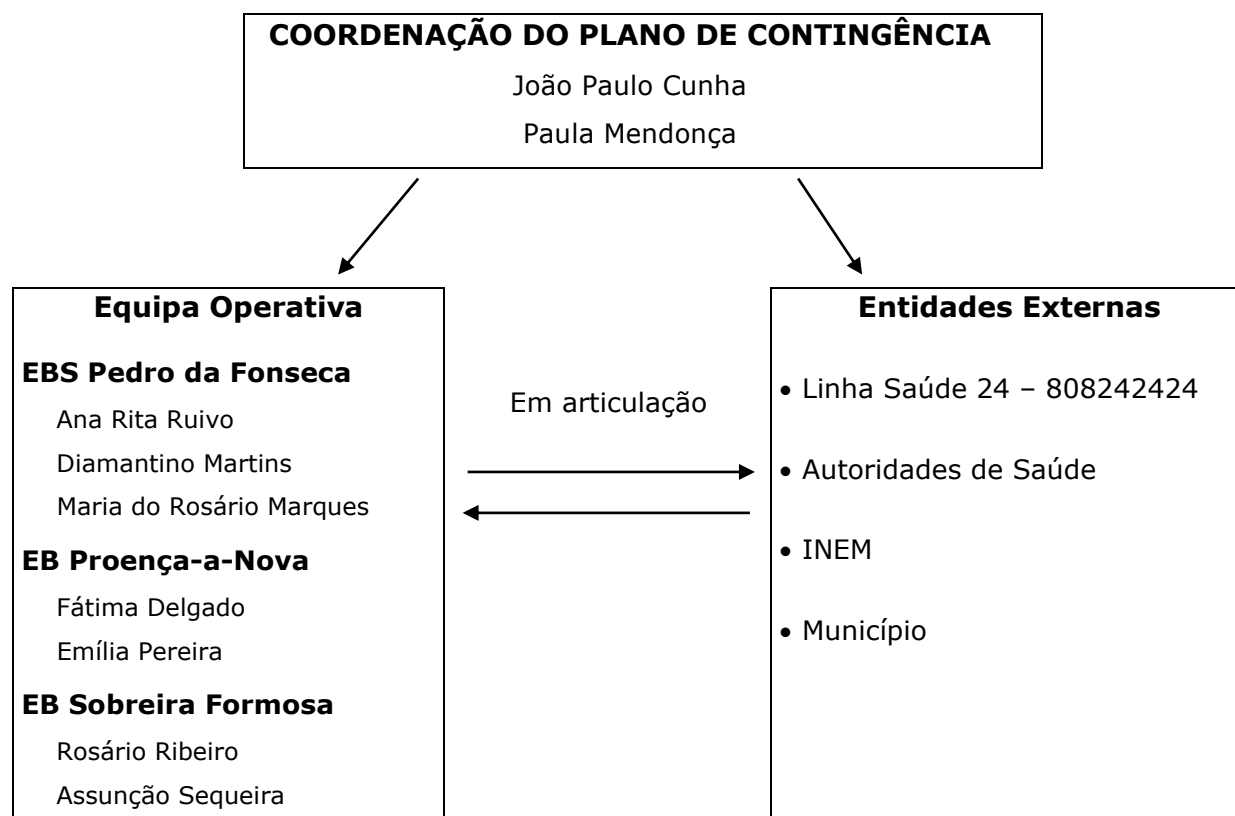 COORDENAÇÃO DO PLANO DE CONTINGÊNCIA
João Paulo Cunha
Paula Mendonça
Equipa Operativa
EBS Pedro da Fonseca
Ana Rita Ruivo
Diamantino Martins
Maria do Rosário Marques
EB Proença-a-Nova
Fátima Delgado
Emília Pereira
EB Sobreira Formosa
Rosário Ribeiro
Assunção Sequeira
Em articulação
Entidades Externas
• Linha Saúde 24 – 808242424
• Autoridades de Saúde
• INEM
• Município